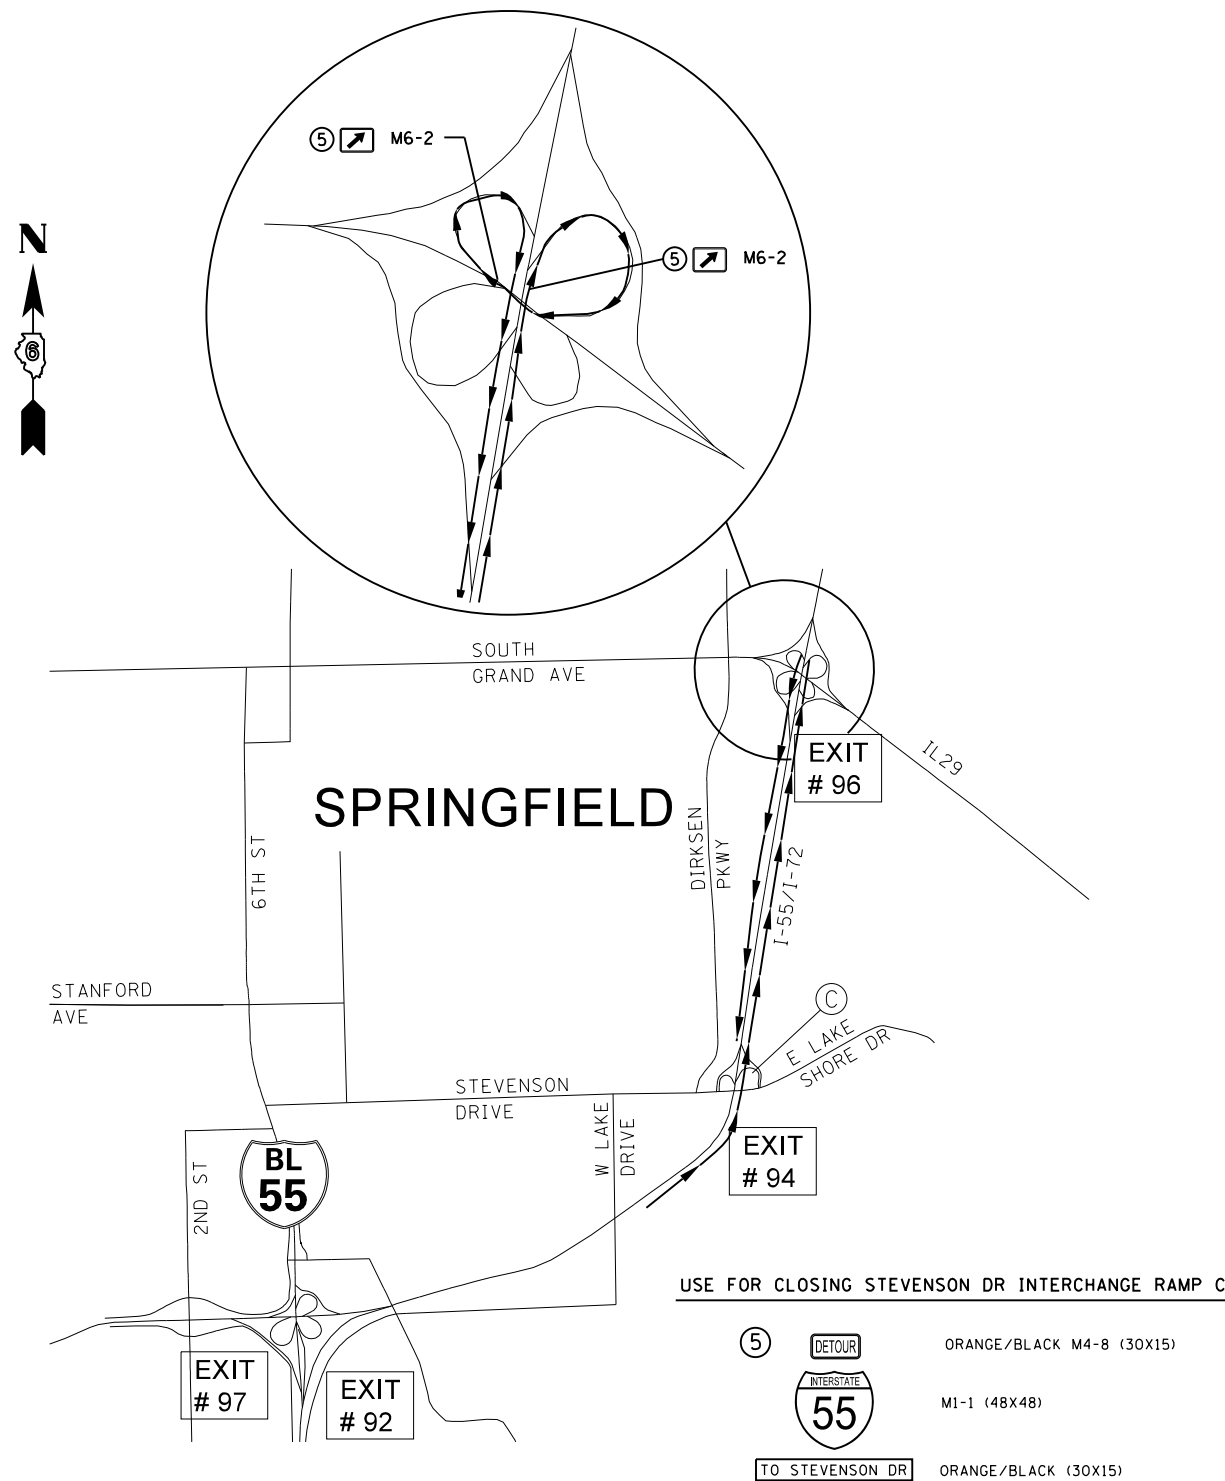 5 M6-2
5 M6-2
N
6
SOUTH
GRAND AVE
EXIT
# 96
IL29
SPRINGFIELD
DIRKSEN
PKWY
6TH ST
I-55/I-72
STANFORD
AVE
C
E LAKE
SHORE DR
STEVENSON
DRIVE
W LAKE
DRIVE
EXIT
# 94
2ND ST
BL
55
EXIT
# 97
EXIT
# 92
USE FOR CLOSING STEVENSON DR INTERCHANGE RAMP C
5 DETOUR ORANGE/BLACK M4-8 (30X15)
INTERSTATE
55 M1-1 (48X48)
TO STEVENSON DR ORANGE/BLACK (30X15)